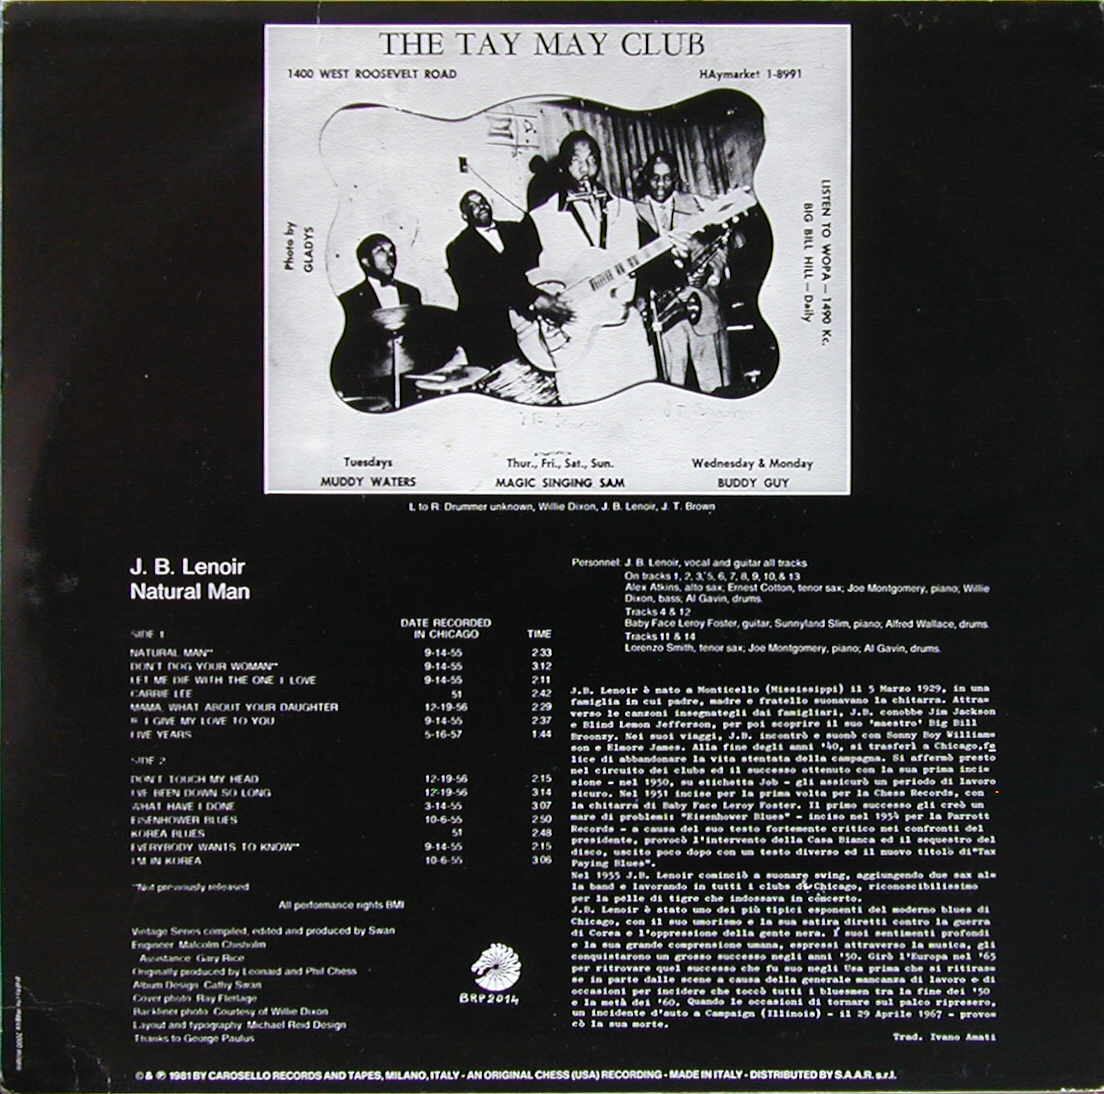 THE TAY MAY CLUB
1400 WEST ROOSEVELT ROAD
HAymarket 1-8991
Photo by
GLADYS
LISTEN TO WOPA — 1490 Kc.
BIG BILL HILL — Daily
Tuesdays
MUDDY WATERS
Thur., Fri., Sat., Sun.
MAGIC SINGING SAM
Wednesday & Monday
BUDDY GUY
L to R: Drummer unknown, Willie Dixon, J. B. Lenoir, J. T. Brown
J. B. Lenoir
Natural Man
SIDE 1 DATE RECORDED IN CHICAGO TIME
NATURAL MAN** 9-14-55 2:33
DON'T DOG YOUR WOMAN** 9-14-55 3:12
LET ME DIE WITH THE ONE I LOVE 9-14-55 2:11
CARRIE LEE 51 2:42
MAMA, WHAT ABOUT YOUR DAUGHTER 12-19-56 2:29
IF I GIVE MY LOVE TO YOU 9-14-55 2:37
FIVE YEARS 5-16-57 1:44
SIDE 2
DON'T TOUCH MY HEAD 12-19-56 2:15
I'VE BEEN DOWN SO LONG 12-19-56 3:14
WHAT HAVE I DONE 3-14-55 3:07
EISENHOWER BLUES 10-6-55 2:50
KOREA BLUES 51 2:48
EVERYBODY WANTS TO KNOW** 9-14-55 2:15
I'M IN KOREA 10-6-55 3:06
**Not previously released
All performance rights BMI
Vintage Series compiled, edited and produced by Swan
Engineer: Malcolm Chisholm
Assistance: Gary Rice
Originally produced by Leonard and Phil Chess
Album Design: Cathy Swan
Cover photo: Ray Flerlage
Backliner photo: Courtesy of Willie Dixon
Layout and typography: Michael Reid Design
Thanks to George Paulus
BRP2014
Personnel: J. B. Lenoir, vocal and guitar all tracks
On tracks 1, 2, 3, 5, 6, 7, 8, 9, 10, & 13
Alex Atkins, alto sax; Ernest Cotton, tenor sax; Joe Montgomery, piano; Willie
Dixon, bass; Al Gavin, drums.
Tracks 4 & 12
Baby Face Leroy Foster, guitar; Sunnyland Slim, piano; Alfred Wallace, drums.
Tracks 11 & 14
Lorenzo Smith, tenor sax; Joe Montgomery, piano; Al Gavin, drums.
J.B. Lenoir è nato a Monticello (Mississippi) il 5 Marzo 1929, in una
famiglia in cui padre, madre e fratello suonavano la chitarra. Attra=
verso le canzoni insegnategli dai famigliari, J.B. conobbe Jim Jackson
e Blind Lemon Jefferson, per poi scoprire il suo 'maestro' Big Bill
Broonzy. Nei suoi viaggi, J.B. incontrò e suonò con Sonny Boy William=
son e Elmore James. Alla fine degli anni '40, si trasferì a Chicago,fe
lice di abbandonare la vita stentata della campagna. Si affermò presto
nel circuito dei clubs ed il successo ottenuto con la sua prima inci=
sione - nel 1950, su etichetta Job - gli assicurò un periodo di lavoro
sicuro. Nel 1951 incise per la prima volta per la Chess Records, con
la chitarra di Baby Face Leroy Foster. Il primo successo gli creò un
mare di problemi: "Eisenhower Blues" - inciso nel 1954 per la Parrott
Records - a causa del suo testo fortemente critico nei confronti del
presidente, provocò l'intervento della Casa Bianca ed il sequestro del
disco, uscito poco dopo con un testo diverso ed il nuovo titolo di"Tax
Paying Blues".
Nel 1955 J.B. Lenoir cominciò a suonare swing, aggiungendo due sax al=
la band e lavorando in tutti i clubs di Chicago, riconoscibilissimo
per la pelle di tigre che indossava in concerto.
J.B. Lenoir è stato uno dei più tipici esponenti del moderno blues di
Chicago, con il suo umorismo e la sua satira diretti contro la guerra
di Corea e l'oppressione della gente nera. I suoi sentimenti profondi
e la sua grande comprensione umana, espressi attraverso la musica, gli
conquistarono un grosso successo negli anni '50. Girò l'Europa nel '65
per ritrovare quel successo che fu suo negli Usa prima che si ritiras=
se in parte dalle scene a causa della generale mancanza di lavoro e di
occasioni per incidere che toccò tutti i bluesmen tra la fine dei '50
e la metà dei '60. Quando le occasioni di tornare sul palco ripresero,
un incidente d'auto a Campaign (Illinois) - il 29 Aprile 1967 - provo=
cò la sua morte.
Trad. Ivano Amati
© & ℗ 1981 BY CAROSELLO RECORDS AND TAPES, MILANO, ITALY - AN ORIGINAL CHESS (USA) RECORDING - MADE IN ITALY - DISTRIBUTED BY S.A.A.R. s.r.l.